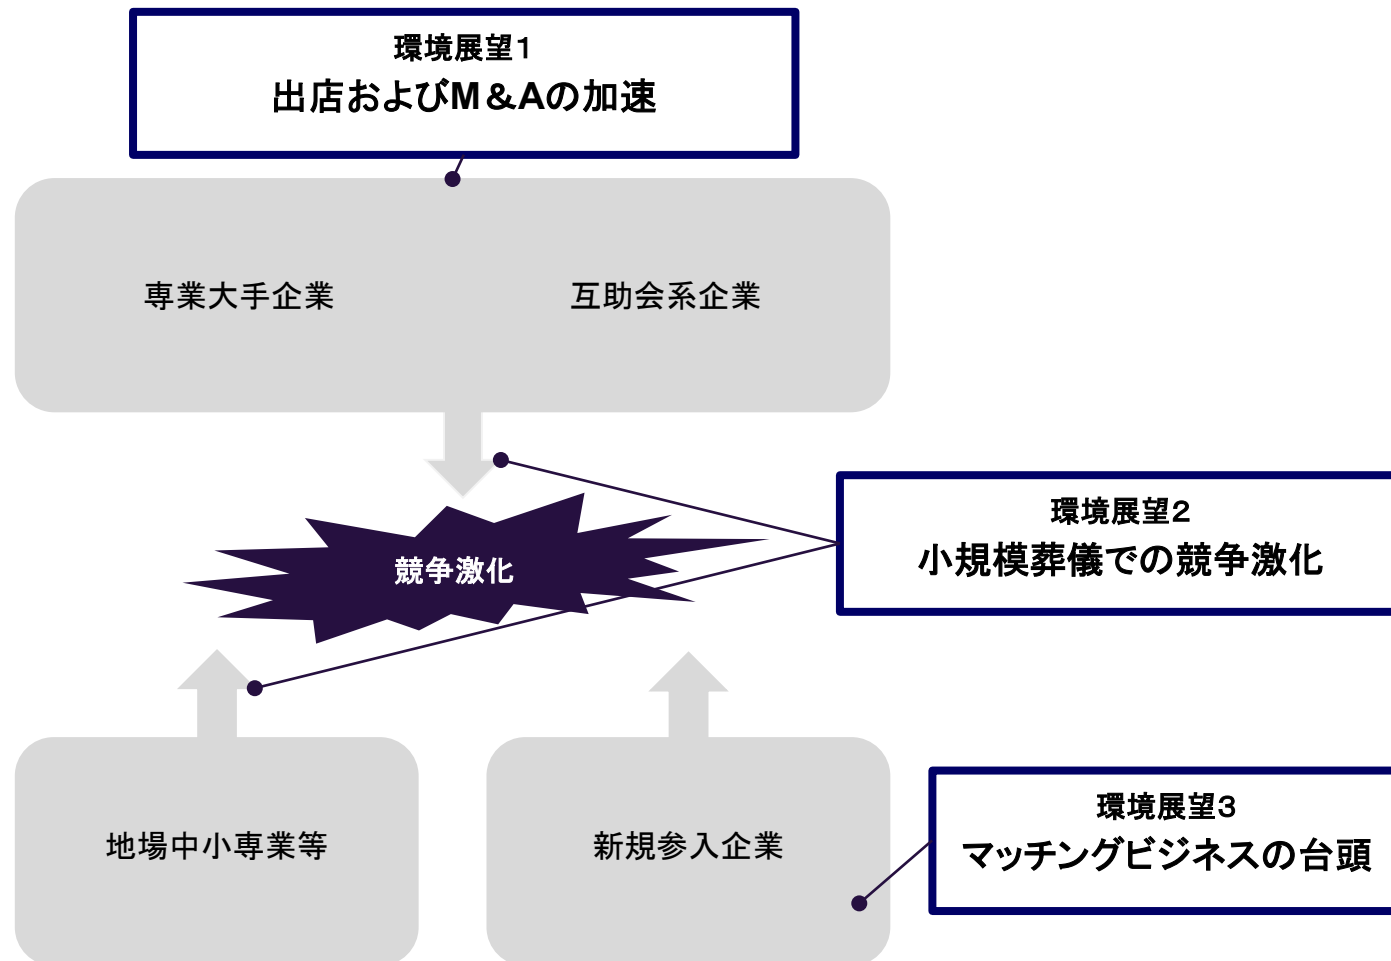 環境展望1
出店およびM＆Aの加速
専業大手企業
互助会系企業
環境展望2
小規模葬儀での競争激化
競争激化
地場中小専業等
新規参入企業
環境展望3
マッチングビジネスの台頭